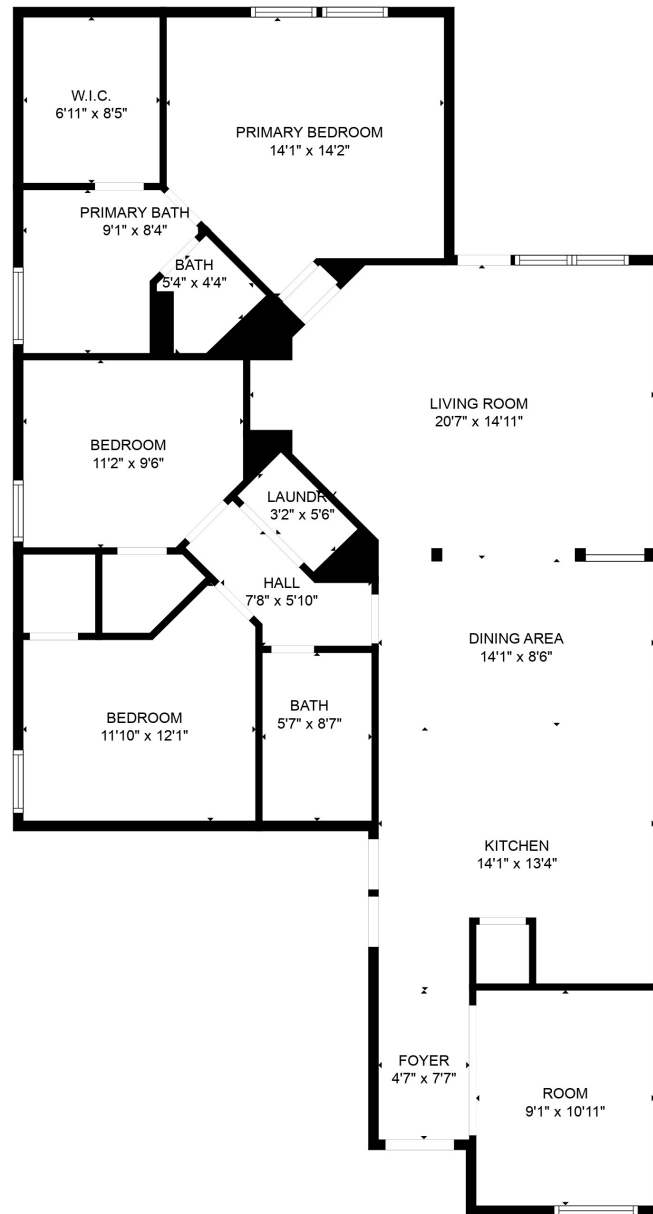 W.I.C.
6'11" x 8'5"
PRIMARY BEDROOM
14'1" x 14'2"
PRIMARY BATH
9'1" x 8'4"
BATH
5'4" x 4'4"
LIVING ROOM
20'7" x 14'11"
BEDROOM
11'2" x 9'6"
LAUNDRY
3'2" x 5'6"
HALL
7'8" x 5'10"
DINING AREA
14'1" x 8'6"
BEDROOM
11'10" x 12'1"
BATH
5'7" x 8'7"
KITCHEN
14'1" x 13'4"
FOYER
4'7" x 7'7"
ROOM
9'1" x 10'11"